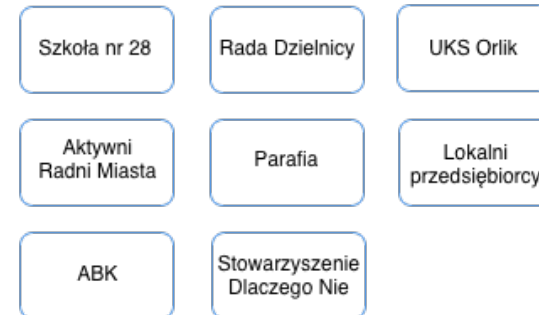 Szkoła nr 28
Rada Dzielnicy
UKS Orlik
Aktywni
Radni Miasta
Parafia
Lokalni
przedsiębiorcy
ABK
Stowarzyszenie
Dlaczego Nie